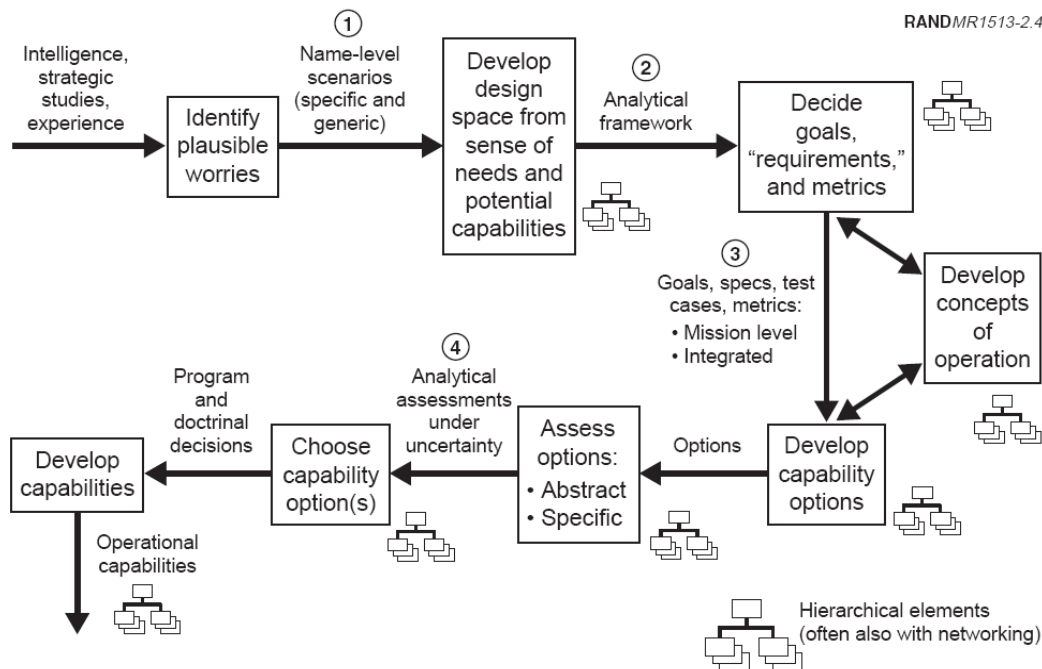 RANDMR1513-2.4
Intelligence,
strategic
studies,
experience
Identify
plausible
worries
1
Name-level
scenarios
(specific and
generic)
Develop
design
space from
sense of
needs and
potential
capabilities
2
Analytical
framework
Decide
goals,
“requirements,”
and metrics
3
Goals, specs, test
cases, metrics:
• Mission level
• Integrated
Develop
concepts
of
operation
Develop
capability
options
Options
Assess
options:
• Abstract
• Specific
4
Analytical
assessments
under
uncertainty
Choose
capability
option(s)
Program
and
doctrinal
decisions
Develop
capabilities
Operational
capabilities
Hierarchical elements
(often also with networking)